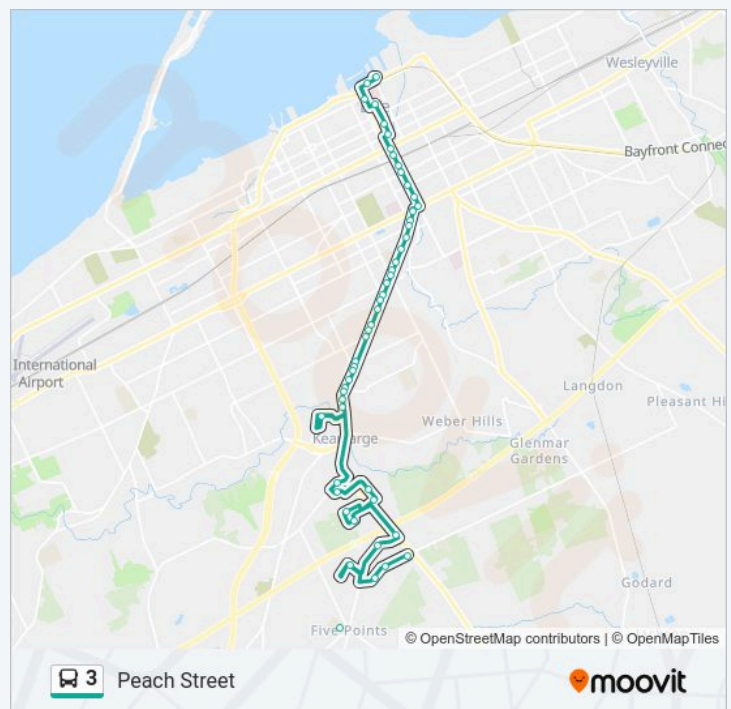 Wesleyville
Bayfront Connec
International
Airport
Langdon
Pleasant Hi
Weber Hills
Kearsarge
Glenmar
Gardens
Godard
Five Points
© OpenStreetMap contributors | © OpenMapTiles
3 Peach Street
moovit